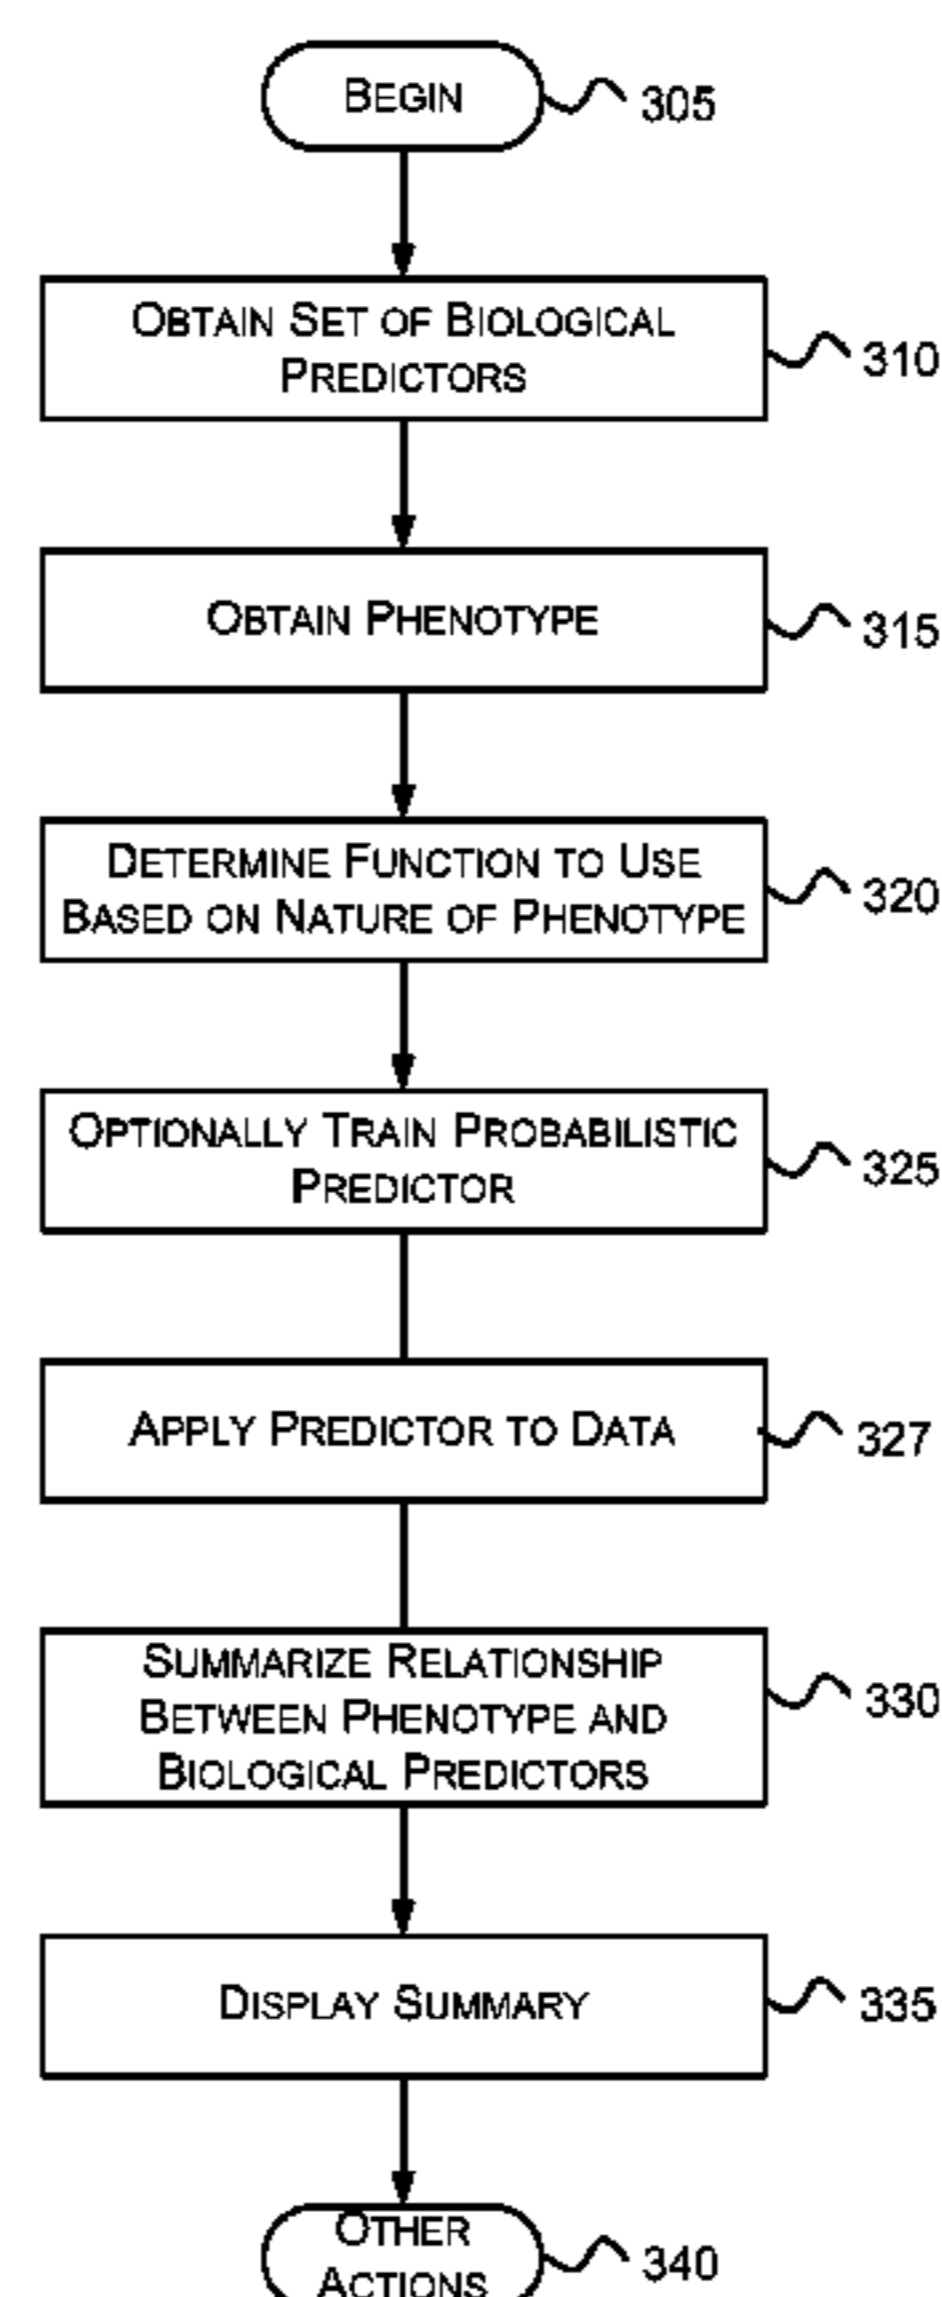 BEGIN
305
OBTAIN SET OF BIOLOGICAL
PREDICTORS
310
OBTAIN PHENOTYPE
315
DETERMINE FUNCTION TO USE
BASED ON NATURE OF PHENOTYPE
320
OPTIONALLY TRAIN PROBABILISTIC
PREDICTOR
325
APPLY PREDICTOR TO DATA
327
SUMMARIZE RELATIONSHIP
BETWEEN PHENOTYPE AND
BIOLOGICAL PREDICTORS
330
DISPLAY SUMMARY
335
OTHER
ACTIONS
340